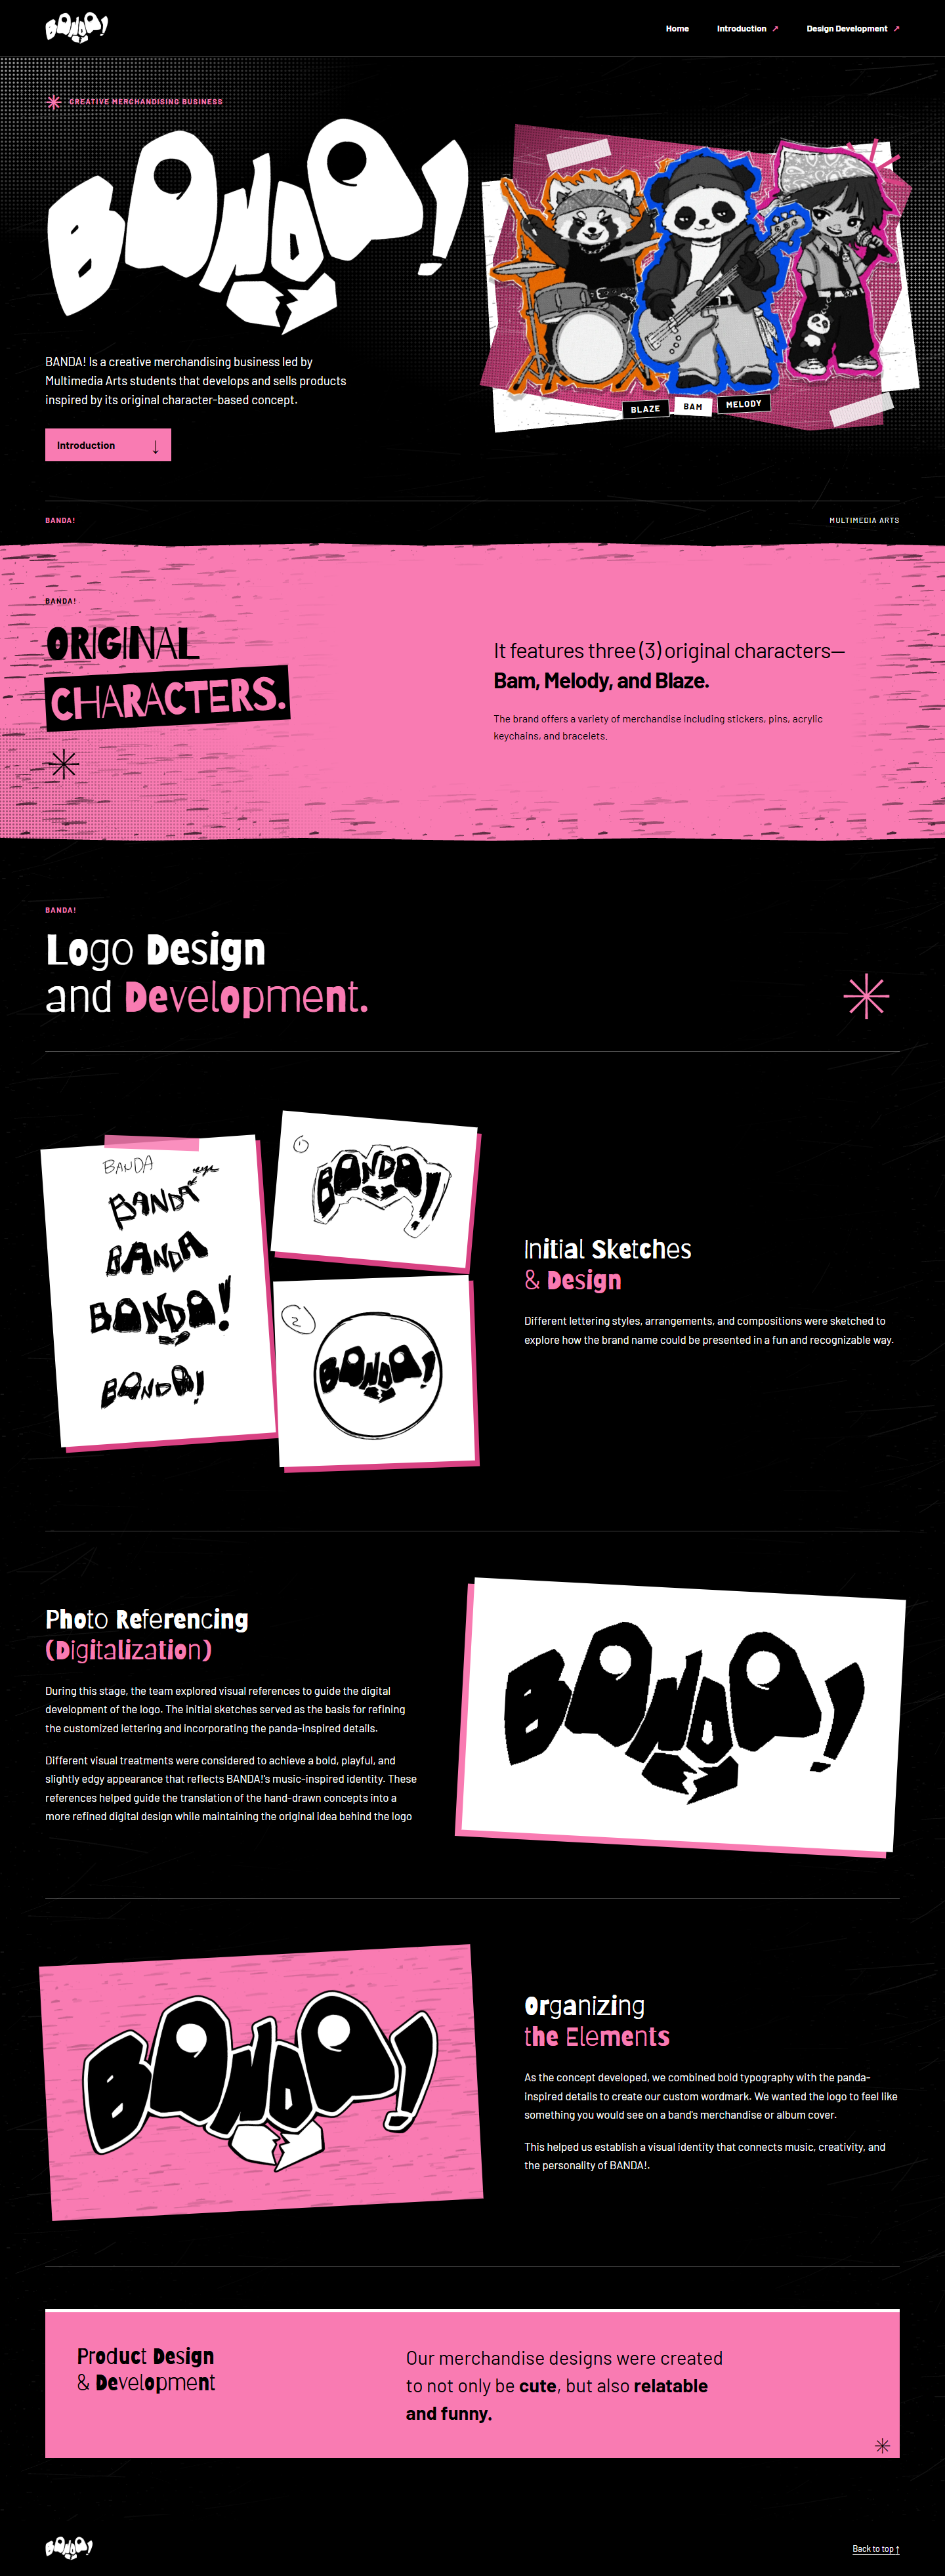 BANDA!
Home
Introduction ↗
Design Development ↗
CREATIVE MERCHANDISING BUSINESS
BANDA!
BLAZE
BAM
MELODY
BANDA! Is a creative merchandising business led by
Multimedia Arts students that develops and sells products
inspired by its original character-based concept.
Introduction ↓
BANDA!
MULTIMEDIA ARTS
BANDA!
ORIGINAL
CHARACTERS.
It features three (3) original characters—
Bam, Melody, and Blaze.
The brand offers a variety of merchandise including stickers, pins, acrylic
keychains, and bracelets.
BANDA!
Logo Design
and Development.
BANDA
BANDA
BANDA
BANDA!
BANDA!
1
BANDA!
2
BANDA!
Initial Sketches
& Design
Different lettering styles, arrangements, and compositions were sketched to
explore how the brand name could be presented in a fun and recognizable way.
Photo Referencing
(Digitalization)
During this stage, the team explored visual references to guide the digital
development of the logo. The initial sketches served as the basis for refining
the customized lettering and incorporating the panda-inspired details.
Different visual treatments were considered to achieve a bold, playful, and
slightly edgy appearance that reflects BANDA!'s music-inspired identity. These
references helped guide the translation of the hand-drawn concepts into a
more refined digital design while maintaining the original idea behind the logo
BANDA!
BANDA!
Organizing
the Elements
As the concept developed, we combined bold typography with the panda-
inspired details to create our custom wordmark. We wanted the logo to feel like
something you would see on a band's merchandise or album cover.
This helped us establish a visual identity that connects music, creativity, and
the personality of BANDA!.
Product Design
& Development
Our merchandise designs were created
to not only be cute, but also relatable
and funny.
BANDA!
Back to top ↑